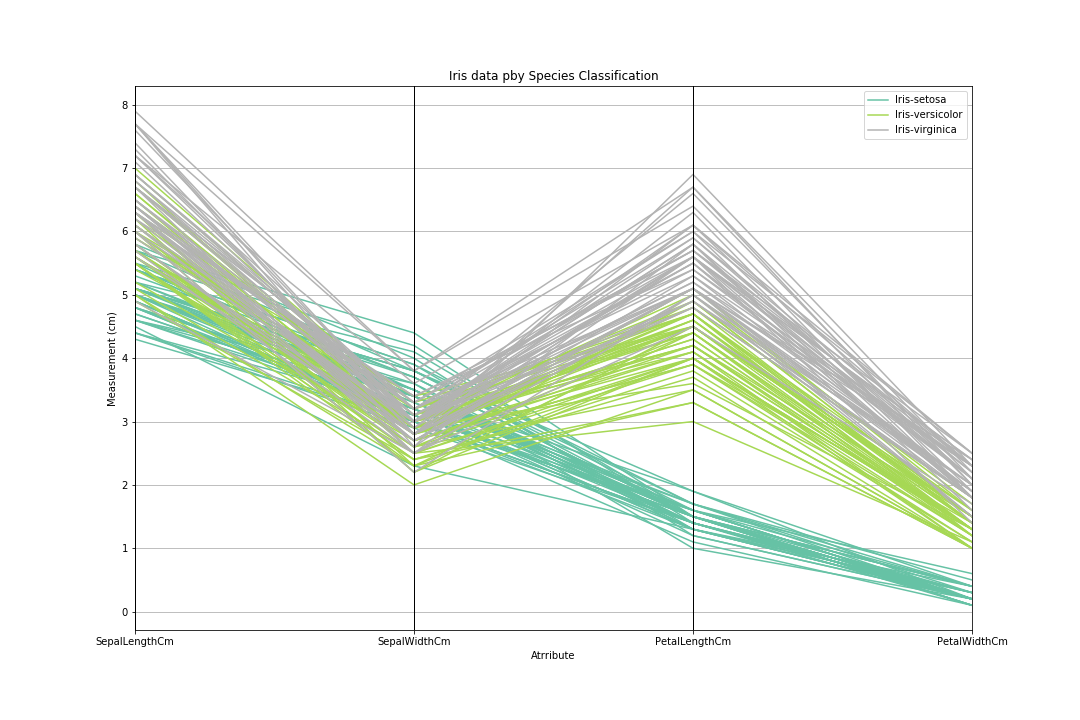 Iris data pby Species Classification
Iris-setosa
Iris-versicolor
Iris-virginica
8
7
6
5
4
3
2
1
0
Measurement (cm)
SepalLengthCm SepalWidthCm PetalLengthCm PetalWidthCm
Atrribute